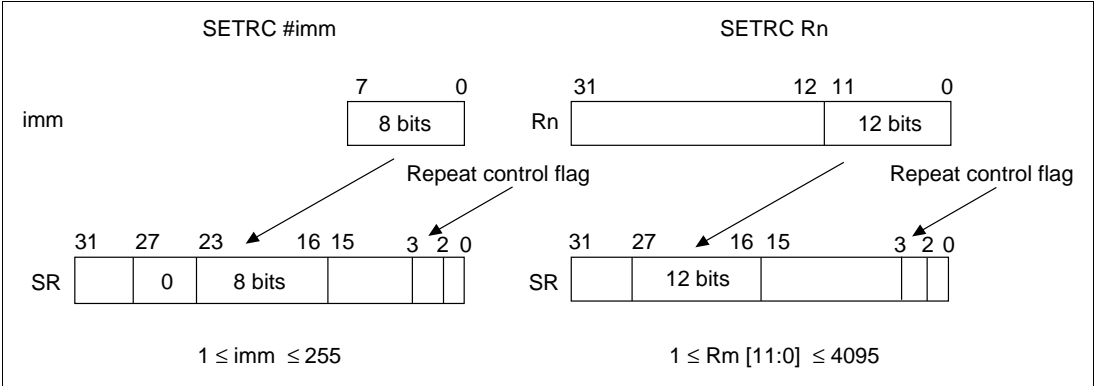 SETRC #imm SETRC Rn
7 0 31 12 11 0
imm 8 bits Rn 12 bits
Repeat control flag Repeat control flag
31 27 23 16 15 3 2 0 31 27 16 15 3 2 0
SR 0 8 bits SR 12 bits
1 ≤ imm ≤ 255 1 ≤ Rm [11:0] ≤ 4095